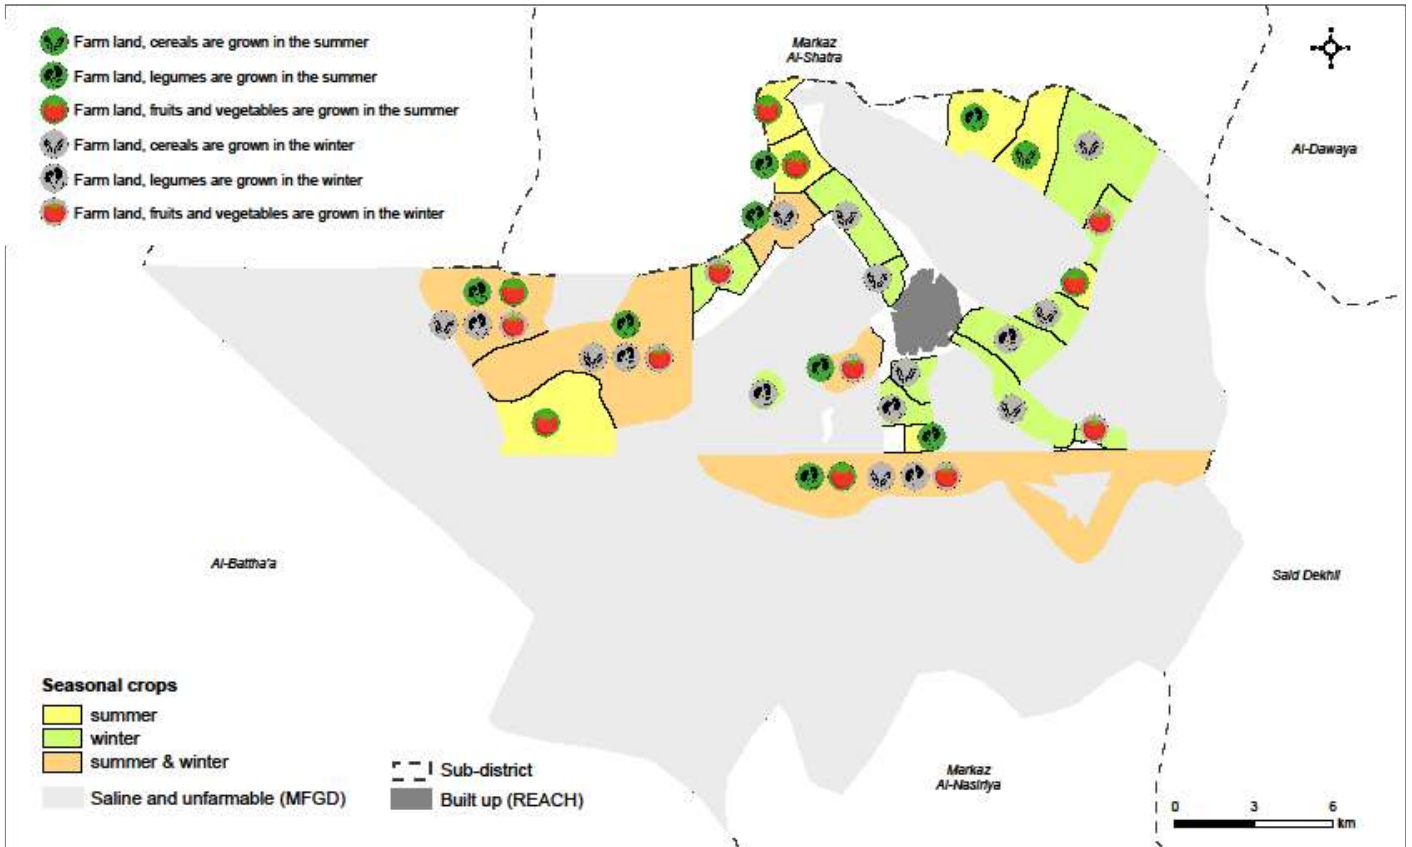 Farm land, cereals are grown in the summer
Farm land, legumes are grown in the summer
Farm land, fruits and vegetables are grown in the summer
Farm land, cereals are grown in the winter
Farm land, legumes are grown in the winter
Farm land, fruits and vegetables are grown in the winter
Markaz
Al-Shatra
Al-Dawaya
Al-Battha'a
Said Dekhil
Markaz
Al-Nasiriya
Seasonal crops
summer
winter
summer & winter
Saline and unfarmable (MFGD)
Sub-district
Built up (REACH)
0 3 6
km